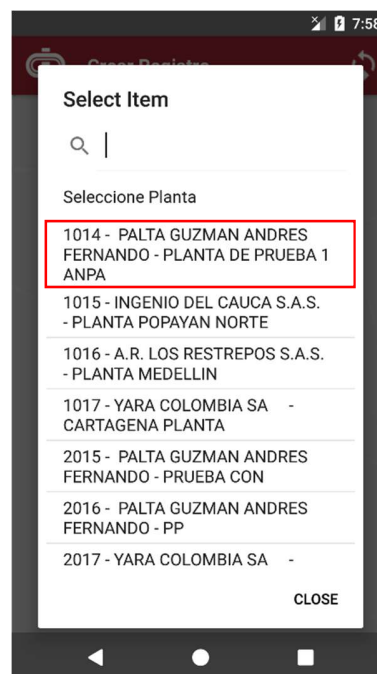 7:58
Crear Registro
Select Item
Seleccione Planta
1014 -  PALTA GUZMAN ANDRES
FERNANDO - PLANTA DE PRUEBA 1
ANPA
1015 - INGENIO DEL CAUCA S.A.S.
- PLANTA POPAYAN NORTE
1016 - A.R. LOS RESTREPOS S.A.S.
- PLANTA MEDELLIN
1017 - YARA COLOMBIA SA    -
CARTAGENA PLANTA
2015 -  PALTA GUZMAN ANDRES
FERNANDO - PRUEBA CON
2016 -  PALTA GUZMAN ANDRES
FERNANDO - PP
2017 - YARA COLOMBIA SA    -
CLOSE